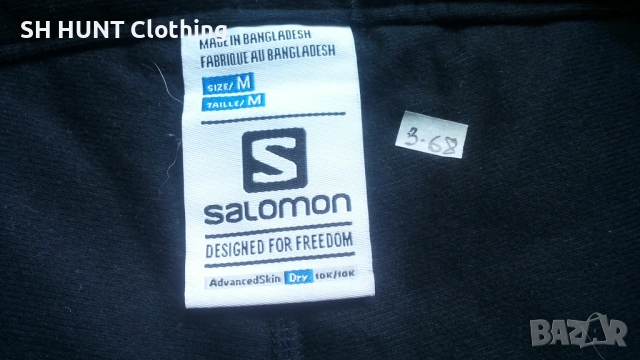 SH HUNT Clothing
MADE IN BANGLADESH
FABRIQUE AU BANGLADESH
SIZE/ M
TAILLE/ M
S
salomon
DESIGNED FOR FREEDOM
AdvancedSkin Dry 10K/10K
3-68
BAZAR